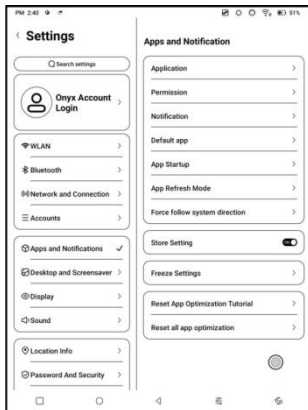 PM 2:40
51%
Settings
Search settings
Onyx Account
Login
WLAN
Bluetooth
Network and Connection
Accounts
Apps and Notifications
Desktop and Screensaver
Display
Sound
Location Info
Password And Security
Apps and Notification
Application
Permission
Notification
Default app
App Startup
App Refresh Mode
Force follow system direction
Store Setting
Freeze Settings
Reset App Optimization Tutorial
Reset all app optimization